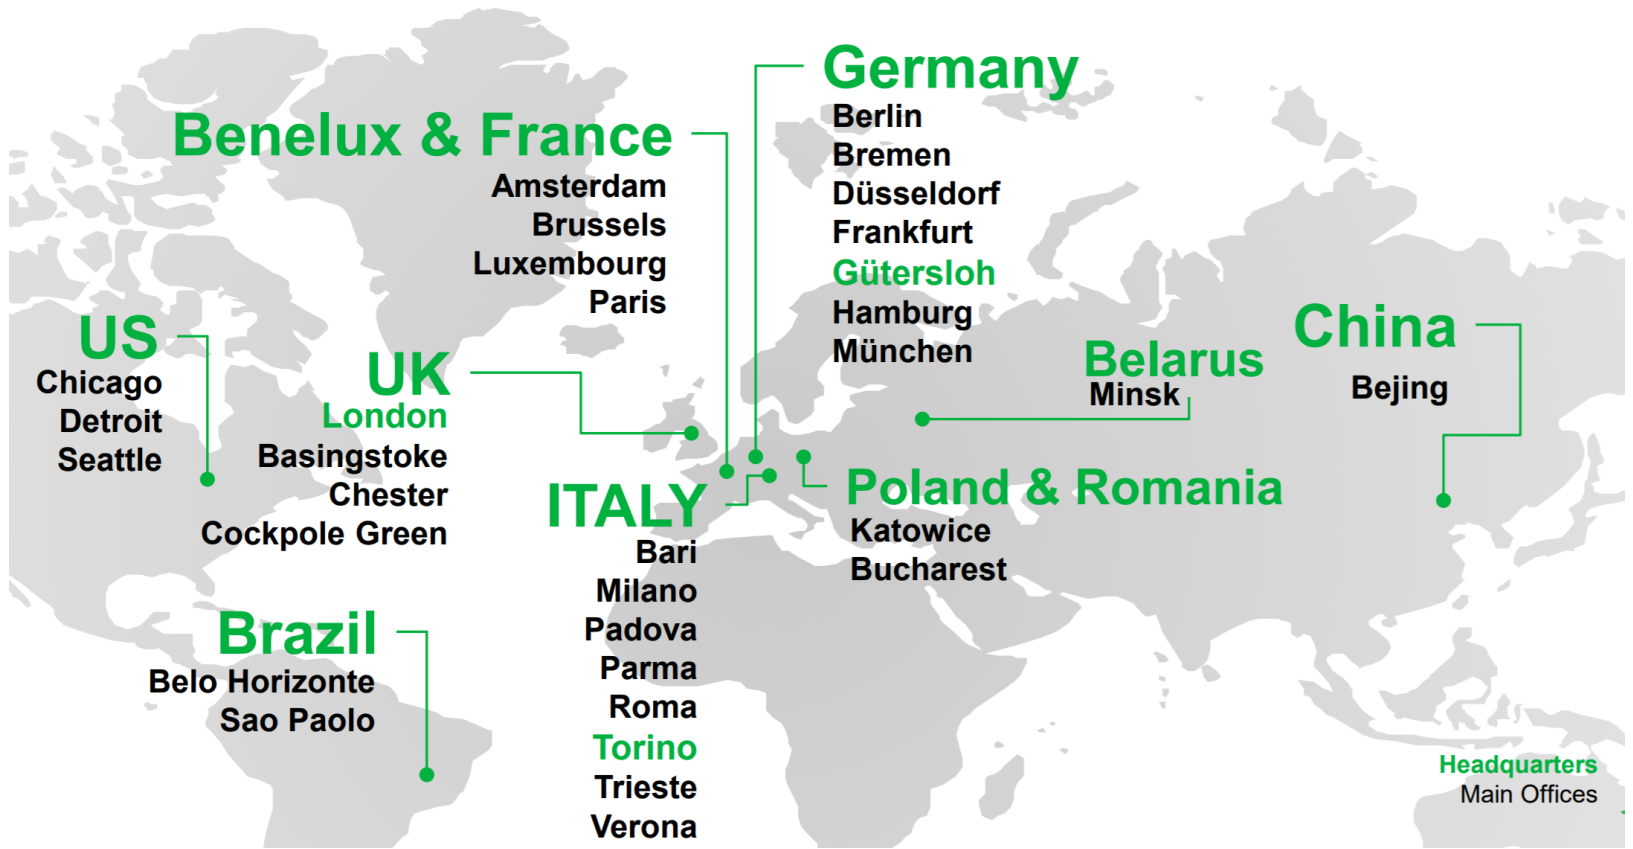 Germany
Berlin
Bremen
Düsseldorf
Frankfurt
Gütersloh
Hamburg
München
Benelux & France
Amsterdam
Brussels
Luxembourg
Paris
US
Chicago
Detroit
Seattle
UK
London
Basingstoke
Chester
Cockpole Green
Belarus
Minsk
China
Bejing
ITALY
Bari
Milano
Padova
Parma
Roma
Torino
Trieste
Verona
Poland & Romania
Katowice
Bucharest
Brazil
Belo Horizonte
Sao Paolo
Headquarters
Main Offices